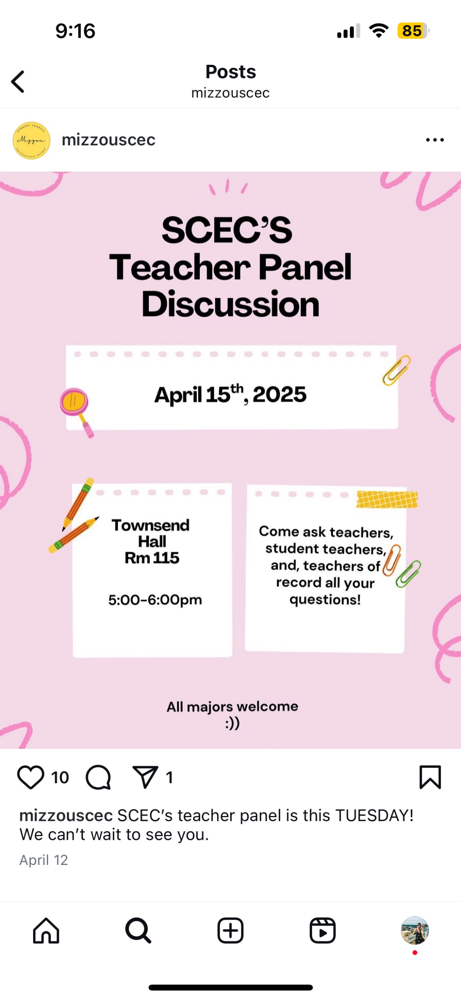 9:16
85
Posts
mizzouscec
STUDENT COUNCIL
Mizzou
FOR EXCEPTIONAL CHILDREN
mizzouscec
SCEC’S
Teacher Panel
Discussion
April 15th, 2025
Townsend
Hall
Rm 115
5:00-6:00pm
Come ask teachers,
student teachers,
and, teachers of
record all your
questions!
All majors welcome
:))
10
1
mizzouscec SCEC’s teacher panel is this TUESDAY!
We can’t wait to see you.
April 12